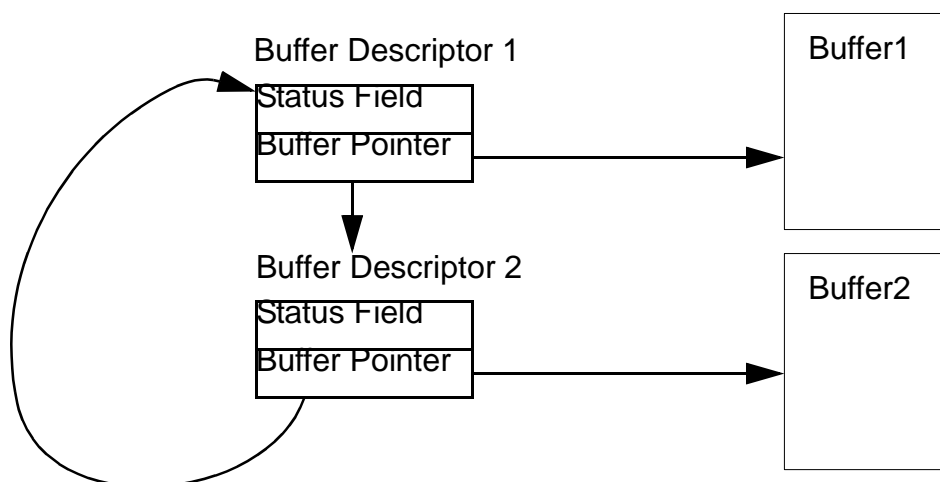 Buffer Descriptor 1
Status Field
Buffer Pointer
Buffer1
Buffer Descriptor 2
Status Field
Buffer Pointer
Buffer2